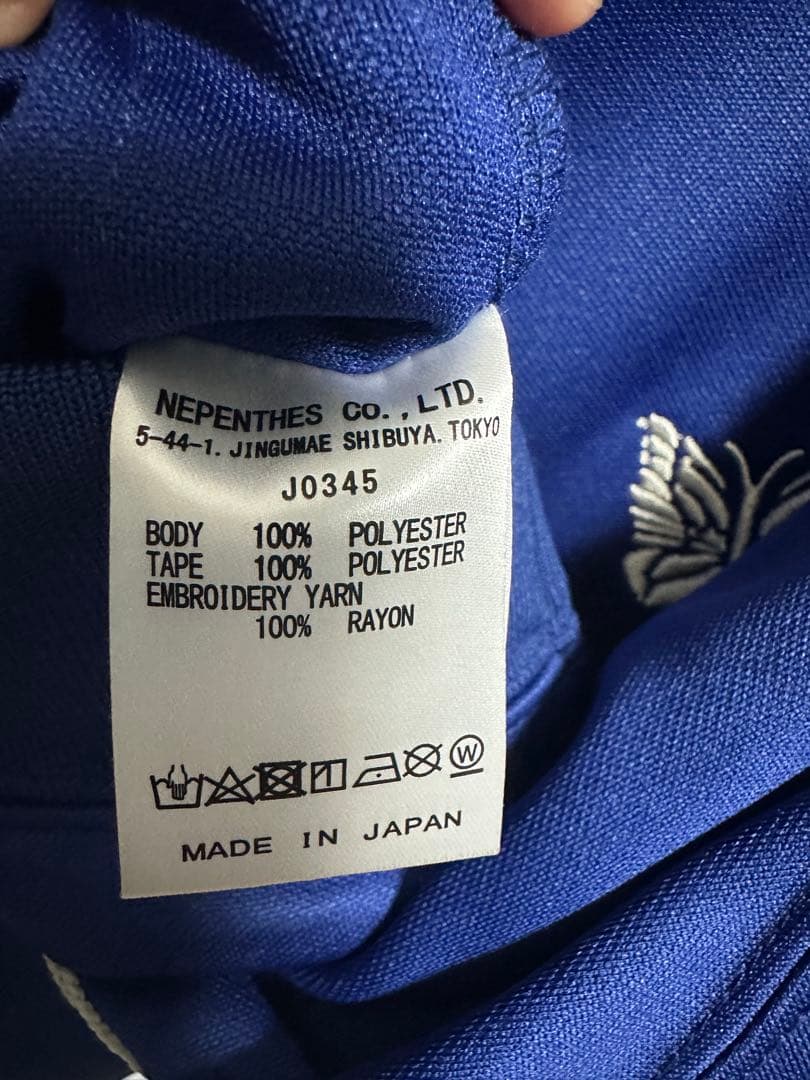 NEPENTHES CO.,LTD.
5-44-1. JINGUMAE SHIBUYA. TOKYO
J0345
BODY 100% POLYESTER
TAPE 100% POLYESTER
EMBROIDERY YARN
100% RAYON
W
MADE IN JAPAN